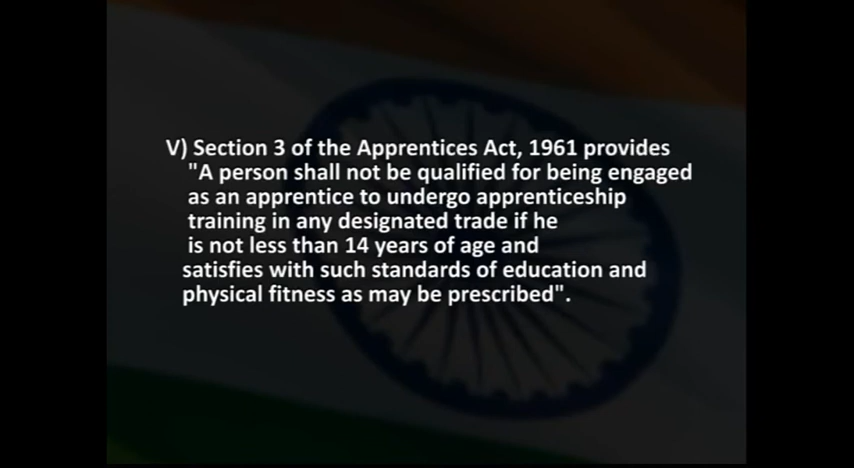 V) Section 3 of the Apprentices Act, 1961 provides
"A person shall not be qualified for being engaged
as an apprentice to undergo apprenticeship
training in any designated trade if he
is not less than 14 years of age and
satisfies with such standards of education and
physical fitness as may be prescribed".